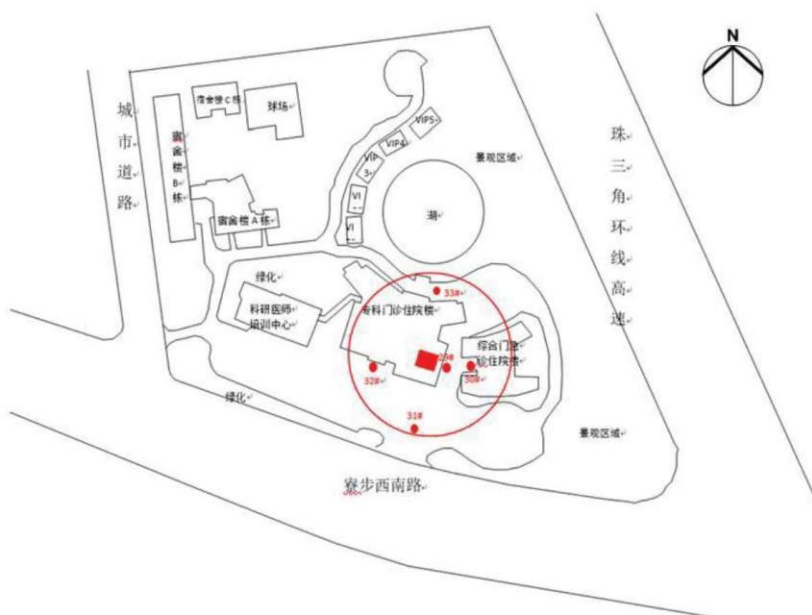 N
城市道路
宿舍楼C栋
球场
宿舍楼B栋
宿舍楼A栋
VIP5
VIP4
VIP
3
VI
VI
景观区域
湖
珠三角环线高速
绿化
33#
科研医师
培训中心
专科门诊住院楼
综合门急
诊住院楼
29#
30#
32#
绿化
31#
景观区域
寮步西南路